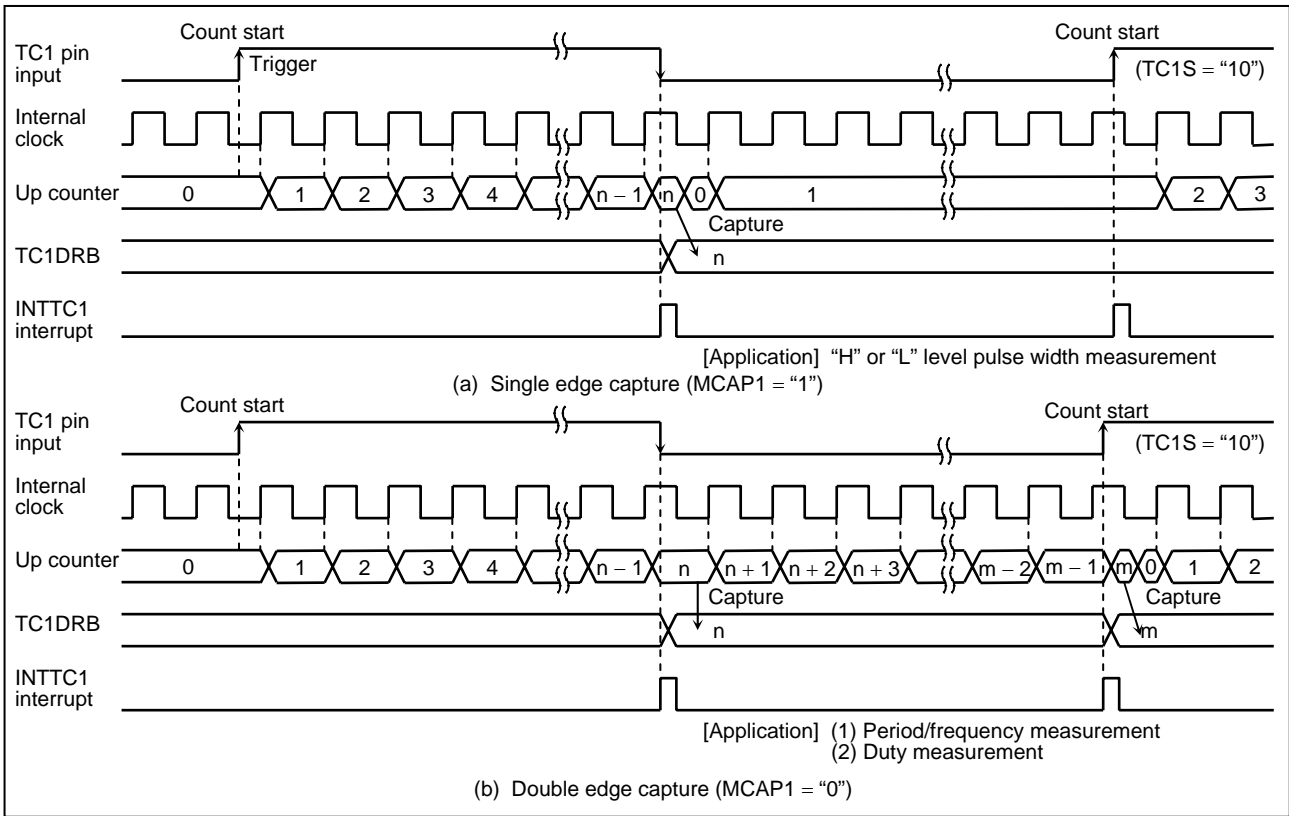 Count start
Count start
TC1 pin
input
Trigger
(TC1S = “10”)
Internal
clock
Up counter
0 1 2 3 4 n − 1 n 0 1 2 3
Capture
TC1DRB
n
INTTC1
interrupt
[Application] “H” or “L” level pulse width measurement
(a) Single edge capture (MCAP1 = “1”)
Count start
Count start
TC1 pin
input
(TC1S = “10”)
Internal
clock
Up counter
0 1 2 3 4 n − 1 n n + 1 n + 2 n + 3 m − 2 m − 1 m 0 1 2
Capture
Capture
TC1DRB
n
m
INTTC1
interrupt
[Application] (1) Period/frequency measurement
(2) Duty measurement
(b) Double edge capture (MCAP1 = “0”)